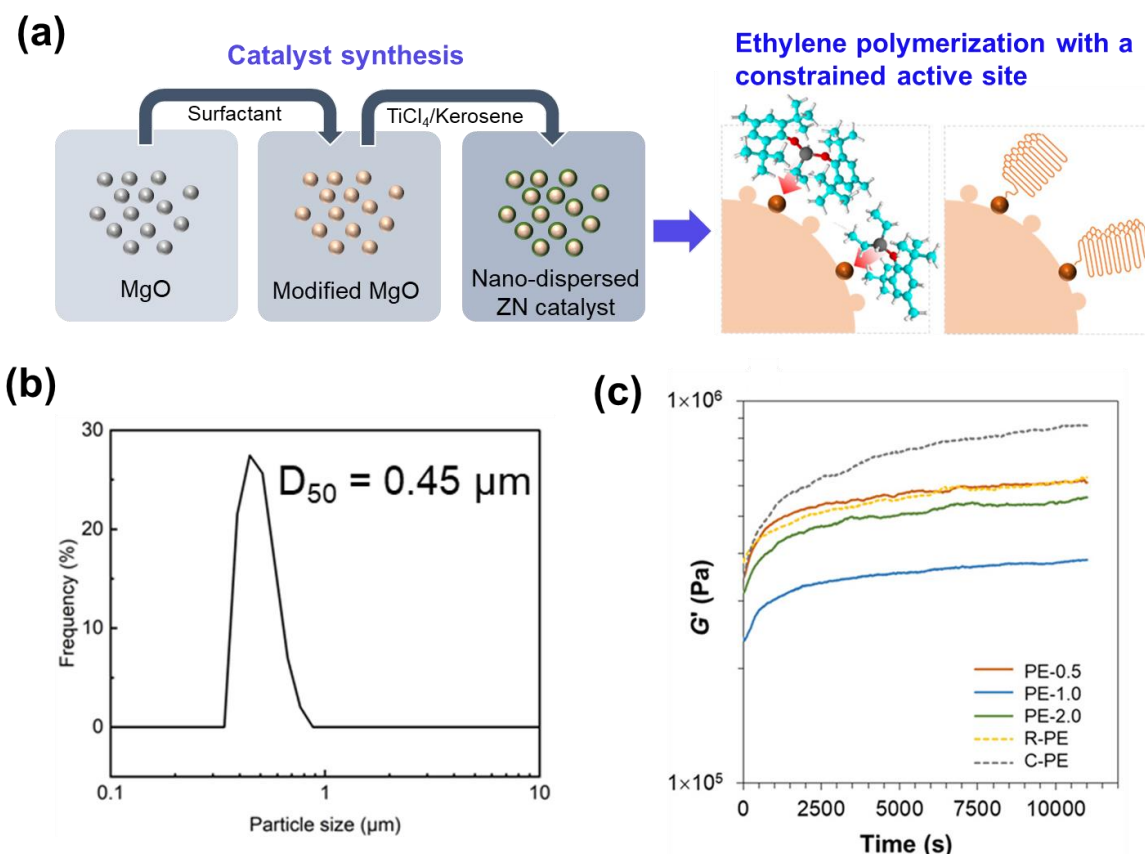 (a)
Catalyst synthesis
Ethylene polymerization with a
constrained active site
Surfactant
TiCl₄/Kerosene
MgO
Modified MgO
Nano-dispersed
ZN catalyst
(b)
30
20
10
0
Frequency (%)
D₅₀ = 0.45 µm
0.1
1
10
Particle size (µm)
(c)
1×10⁶
G' (Pa)
1×10⁵
PE-0.5
PE-1.0
PE-2.0
R-PE
C-PE
0
2500
5000
7500
10000
Time (s)